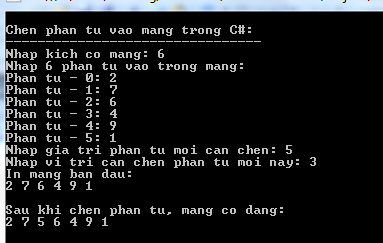 Chen phan tu vao mang trong C#:
--------------------------------
Nhap kich co mang: 6
Nhap 6 phan tu vao trong mang:
Phan tu - 0: 2
Phan tu - 1: 7
Phan tu - 2: 6
Phan tu - 3: 4
Phan tu - 4: 9
Phan tu - 5: 1
Nhap gia tri phan tu moi can chen: 5
Nhap vi tri can chen phan tu moi nay: 3
In mang ban dau:
2 7 6 4 9 1
Sau khi chen phan tu, mang co dang:
2 7 5 6 4 9 1